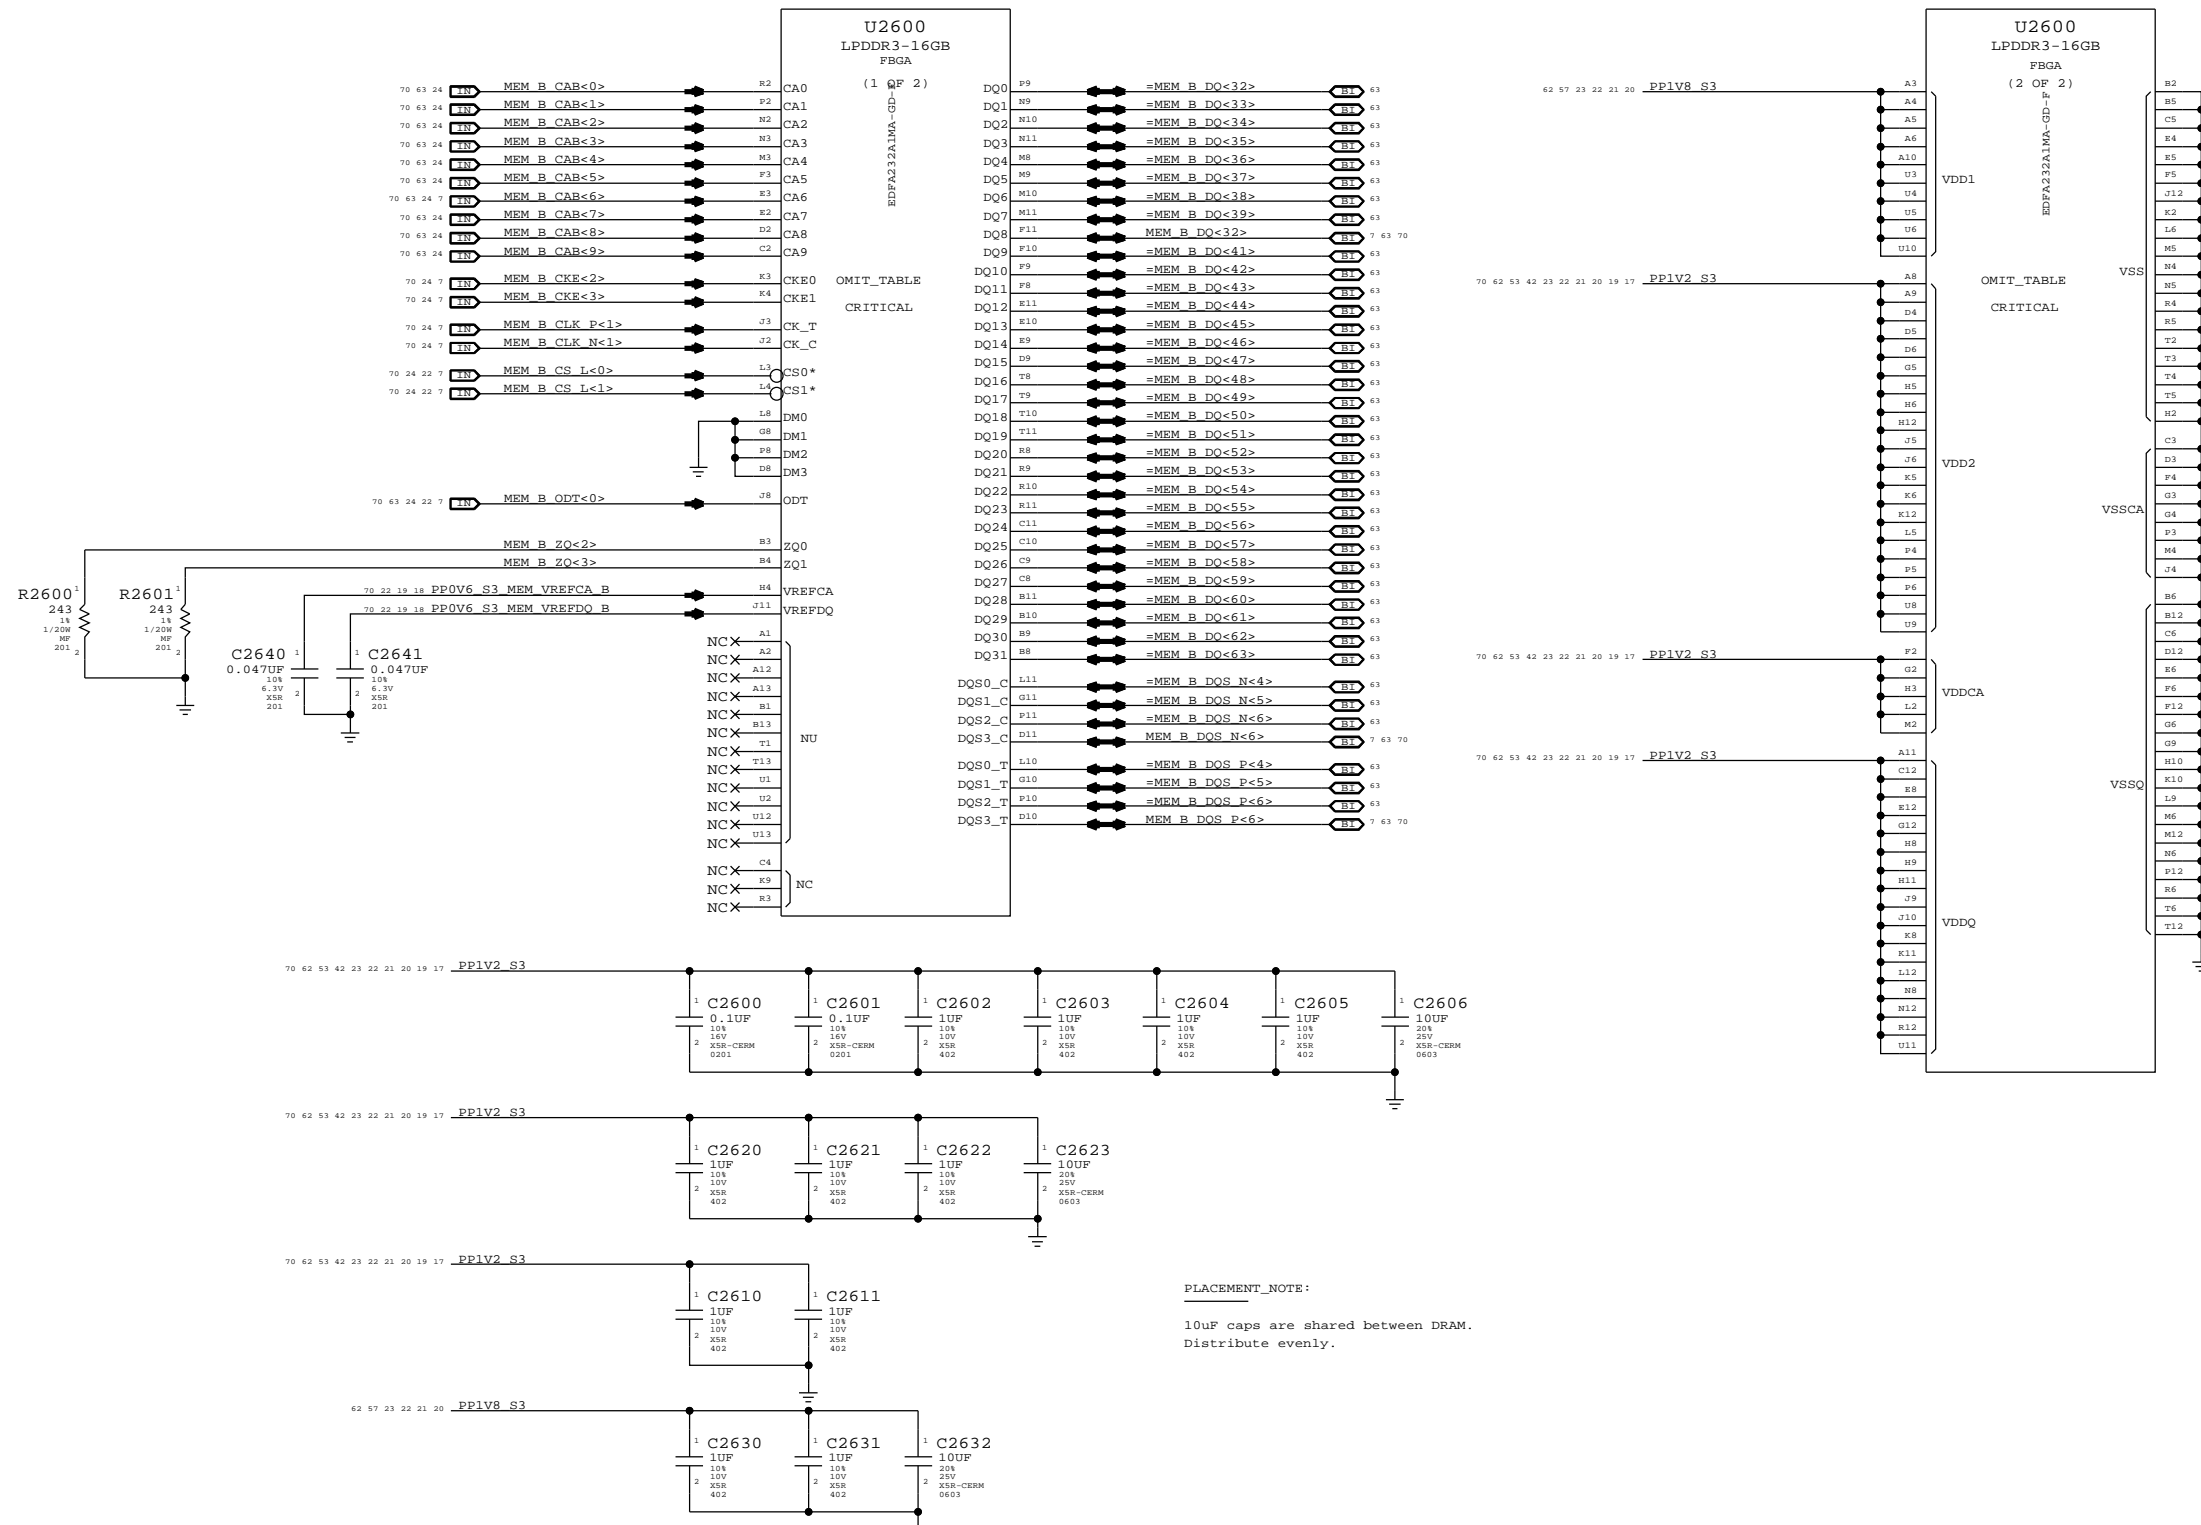 U2600
LPDDR3-16GB
FBGA
(1 OF 2)
EDFA232A1MA-GD-F
OMIT_TABLE
CRITICAL
70 63 24 IN MEM_B_CAB<0> R2 CA0
70 63 24 IN MEM_B_CAB<1> P2 CA1
70 63 24 IN MEM_B_CAB<2> N2 CA2
70 63 24 IN MEM_B_CAB<3> N3 CA3
70 63 24 IN MEM_B_CAB<4> M3 CA4
70 63 24 IN MEM_B_CAB<5> F3 CA5
70 63 24 7 IN MEM_B_CAB<6> E3 CA6
70 63 24 IN MEM_B_CAB<7> E2 CA7
70 63 24 IN MEM_B_CAB<8> D2 CA8
70 63 24 IN MEM_B_CAB<9> C2 CA9
70 24 7 IN MEM_B_CKE<2> K3 CKE0
70 24 7 IN MEM_B_CKE<3> K4 CKE1
70 24 7 IN MEM_B_CLK_P<1> J3 CK_T
70 24 7 IN MEM_B_CLK_N<1> J2 CK_C
70 24 22 7 IN MEM_B_CS_L<0> L3 CS0*
70 24 22 7 IN MEM_B_CS_L<1> L4 CS1*
L8 DM0
G8 DM1
P8 DM2
D8 DM3
70 63 24 22 7 IN MEM_B_ODT<0> J8 ODT
MEM_B_ZQ<2> B3 ZQ0
MEM_B_ZQ<3> B4 ZQ1
70 22 19 18 PP0V6_S3_MEM_VREFCA_B H4 VREFCA
70 22 19 18 PP0V6_S3_MEM_VREFDQ_B J11 VREFDQ
NC A1
NC A2
NC A12
NC A13
NC B1
NC B13
NC T1
NC T13
NC U1
NC U2
NC U12
NC U13
NU
NC C4
NC K9
NC R3
NC
R2600
1
243
1%
1/20W
MF
201
2
R2601
1
243
1%
1/20W
MF
201
2
C2640
1
0.047UF
10%
6.3V
X5R
201
2
C2641
1
0.047UF
10%
6.3V
X5R
201
2
DQ0 P9 =MEM_B_DQ<32> BI 63
DQ1 N9 =MEM_B_DQ<33> BI 63
DQ2 N10 =MEM_B_DQ<34> BI 63
DQ3 N11 =MEM_B_DQ<35> BI 63
DQ4 M8 =MEM_B_DQ<36> BI 63
DQ5 M9 =MEM_B_DQ<37> BI 63
DQ6 M10 =MEM_B_DQ<38> BI 63
DQ7 M11 =MEM_B_DQ<39> BI 63
DQ8 F11 MEM_B_DQ<32> BI 7 63 70
DQ9 F10 =MEM_B_DQ<41> BI 63
DQ10 F9 =MEM_B_DQ<42> BI 63
DQ11 F8 =MEM_B_DQ<43> BI 63
DQ12 E11 =MEM_B_DQ<44> BI 63
DQ13 E10 =MEM_B_DQ<45> BI 63
DQ14 E9 =MEM_B_DQ<46> BI 63
DQ15 D9 =MEM_B_DQ<47> BI 63
DQ16 T8 =MEM_B_DQ<48> BI 63
DQ17 T9 =MEM_B_DQ<49> BI 63
DQ18 T10 =MEM_B_DQ<50> BI 63
DQ19 T11 =MEM_B_DQ<51> BI 63
DQ20 R8 =MEM_B_DQ<52> BI 63
DQ21 R9 =MEM_B_DQ<53> BI 63
DQ22 R10 =MEM_B_DQ<54> BI 63
DQ23 R11 =MEM_B_DQ<55> BI 63
DQ24 C11 =MEM_B_DQ<56> BI 63
DQ25 C10 =MEM_B_DQ<57> BI 63
DQ26 C9 =MEM_B_DQ<58> BI 63
DQ27 C8 =MEM_B_DQ<59> BI 63
DQ28 B11 =MEM_B_DQ<60> BI 63
DQ29 B10 =MEM_B_DQ<61> BI 63
DQ30 B9 =MEM_B_DQ<62> BI 63
DQ31 B8 =MEM_B_DQ<63> BI 63
DQS0_C L11 =MEM_B_DQS_N<4> BI 63
DQS1_C G11 =MEM_B_DQS_N<5> BI 63
DQS2_C P11 =MEM_B_DQS_N<6> BI 63
DQS3_C D11 MEM_B_DQS_N<6> BI 7 63 70
DQS0_T L10 =MEM_B_DQS_P<4> BI 63
DQS1_T G10 =MEM_B_DQS_P<5> BI 63
DQS2_T P10 =MEM_B_DQS_P<6> BI 63
DQS3_T D10 MEM_B_DQS_P<6> BI 7 63 70
U2600
LPDDR3-16GB
FBGA
(2 OF 2)
EDFA232A1MA-GD-F
OMIT_TABLE
CRITICAL
62 57 23 22 21 20 PP1V8_S3 A3
A4
A5
A6
A10
U3
U4
U5
U6
U10
VDD1
70 62 53 42 23 22 21 20 19 17 PP1V2_S3 A8
A9
D4
D5
D6
G5
H5
H6
H12
J5
J6
K5
K6
K12
L5
P4
P5
P6
U8
U9
VDD2
70 62 53 42 23 22 21 20 19 17 PP1V2_S3 F2
G2
H3
L2
M2
VDDCA
70 62 53 42 23 22 21 20 19 17 PP1V2_S3 A11
C12
E8
E12
G12
H8
H9
H11
J9
J10
K8
K11
L12
N8
N12
R12
U11
VDDQ
B2
B5
C5
E4
E5
F5
J12
K2
L6
M5
N4
N5
R4
R5
T2
T3
T4
T5
H2
VSS
C3
D3
F4
G3
G4
P3
M4
J4
VSSCA
B6
B12
C6
D12
E6
F6
F12
G6
G9
H10
K10
L9
M6
M12
N6
P12
R6
T6
T12
VSSQ
70 62 53 42 23 22 21 20 19 17 PP1V2_S3
1 C2600
0.1UF
10%
16V
2 X5R-CERM
0201
1 C2601
0.1UF
10%
16V
2 X5R-CERM
0201
1 C2602
1UF
10%
10V
2 X5R
402
1 C2603
1UF
10%
10V
2 X5R
402
1 C2604
1UF
10%
10V
2 X5R
402
1 C2605
1UF
10%
10V
2 X5R
402
1 C2606
10UF
20%
25V
2 X5R-CERM
0603
70 62 53 42 23 22 21 20 19 17 PP1V2_S3
1 C2620
1UF
10%
10V
2 X5R
402
1 C2621
1UF
10%
10V
2 X5R
402
1 C2622
1UF
10%
10V
2 X5R
402
1 C2623
10UF
20%
25V
2 X5R-CERM
0603
70 62 53 42 23 22 21 20 19 17 PP1V2_S3
1 C2610
1UF
10%
10V
2 X5R
402
1 C2611
1UF
10%
10V
2 X5R
402
PLACEMENT_NOTE:
10uF caps are shared between DRAM.
Distribute evenly.
62 57 23 22 21 20 PP1V8_S3
1 C2630
1UF
10%
10V
2 X5R
402
1 C2631
1UF
10%
10V
2 X5R
402
1 C2632
10UF
20%
25V
2 X5R-CERM
0603